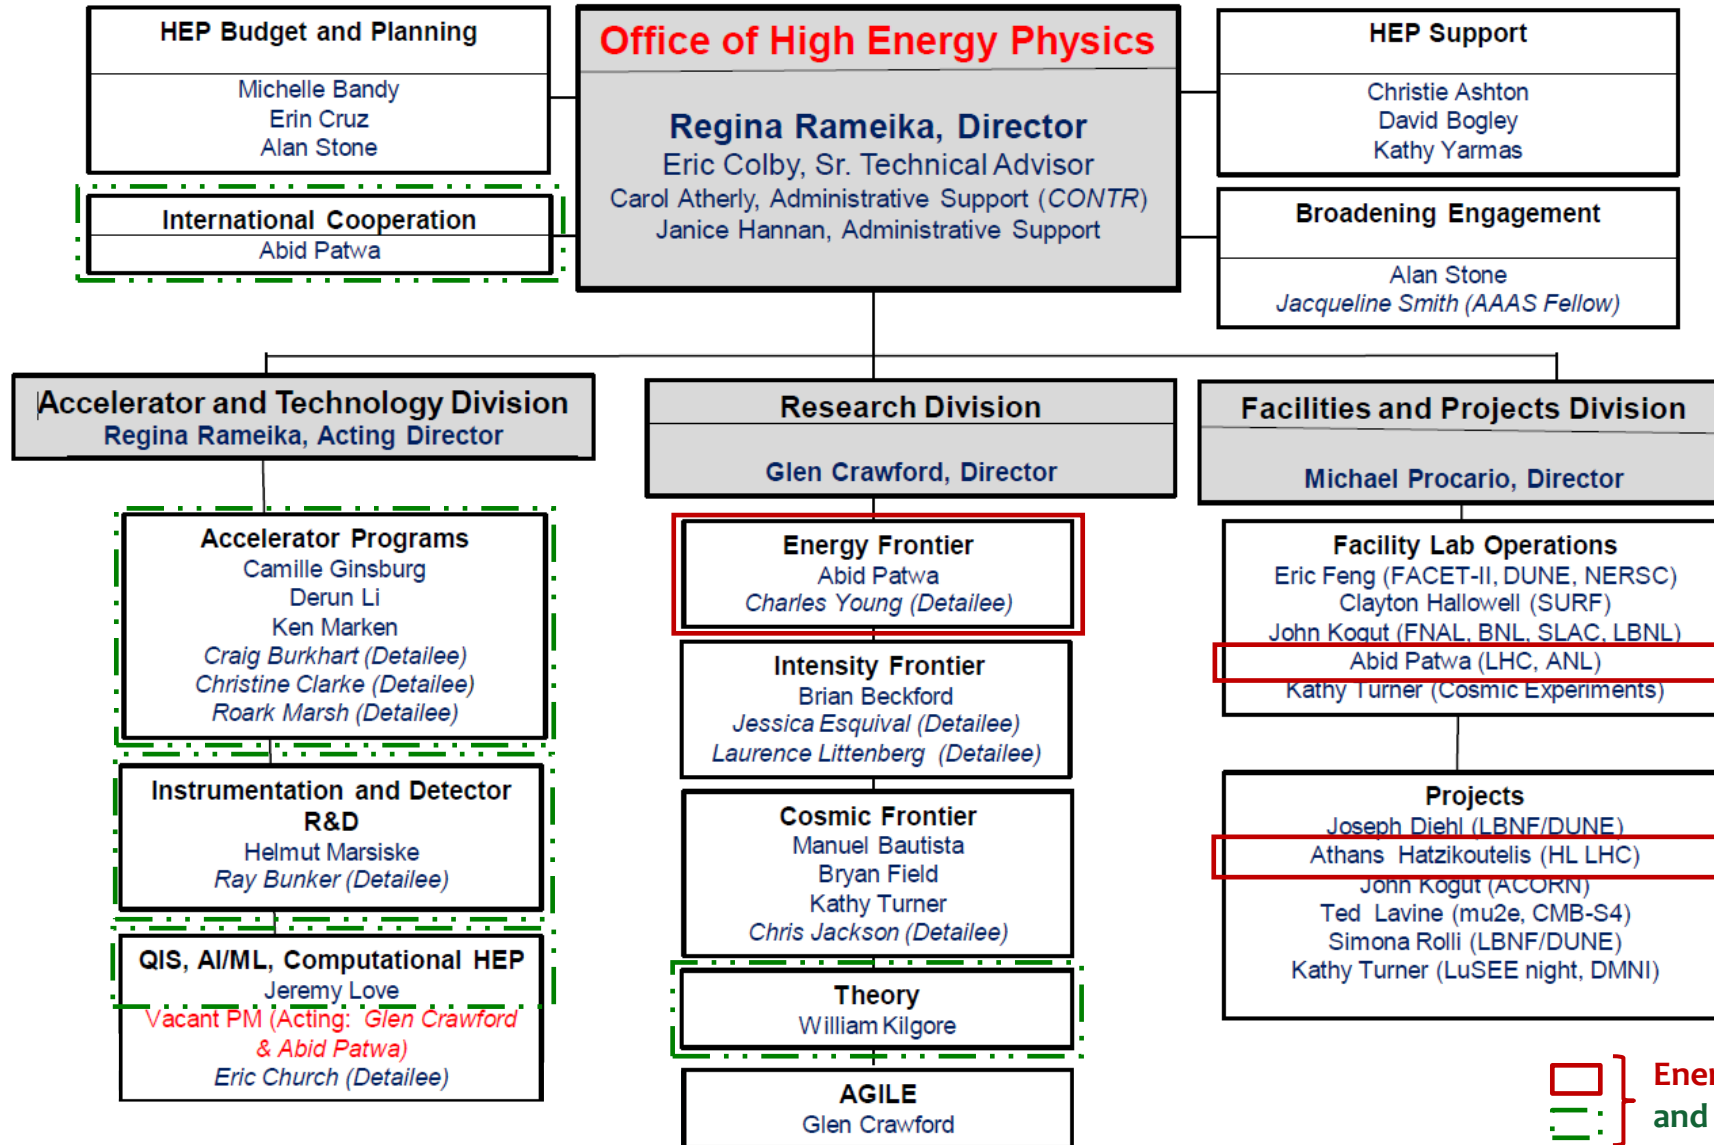 HEP Budget and Planning
Michelle Bandy
Erin Cruz
Alan Stone
International Cooperation
Abid Patwa
Office of High Energy Physics
Regina Rameika, Director
Eric Colby, Sr. Technical Advisor
Carol Atherly, Administrative Support (CONTR)
Janice Hannan, Administrative Support
HEP Support
Christie Ashton
David Bogley
Kathy Yarmas
Broadening Engagement
Alan Stone
Jacqueline Smith (AAAS Fellow)
Accelerator and Technology Division
Regina Rameika, Acting Director
Accelerator Programs
Camille Ginsburg
Derun Li
Ken Marken
Craig Burkhart (Detailee)
Christine Clarke (Detailee)
Roark Marsh (Detailee)
Instrumentation and Detector
R&D
Helmut Marsiske
Ray Bunker (Detailee)
QIS, AI/ML, Computational HEP
Jeremy Love
Vacant PM (Acting: Glen Crawford
& Abid Patwa)
Eric Church (Detailee)
Research Division
Glen Crawford, Director
Energy Frontier
Abid Patwa
Charles Young (Detailee)
Intensity Frontier
Brian Beckford
Jessica Esquival (Detailee)
Laurence Littenberg (Detailee)
Cosmic Frontier
Manuel Bautista
Bryan Field
Kathy Turner
Chris Jackson (Detailee)
Theory
William Kilgore
AGILE
Glen Crawford
Facilities and Projects Division
Michael Procario, Director
Facility Lab Operations
Eric Feng (FACET-II, DUNE, NERSC)
Clayton Hallowell (SURF)
John Kogut (FNAL, BNL, SLAC, LBNL)
Abid Patwa (LHC, ANL)
Kathy Turner (Cosmic Experiments)
Projects
Joseph Diehl (LBNF/DUNE)
Athans Hatzikoutelis (HL LHC)
John Kogut (ACORN)
Ted Lavine (mu2e, CMB-S4)
Simona Rolli (LBNF/DUNE)
Kathy Turner (LuSEE night, DMNI)
and